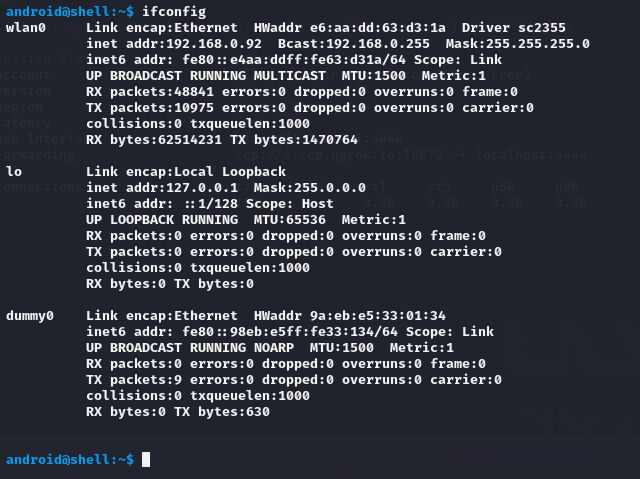 android@shell:~$ ifconfig
wlan0     Link encap:Ethernet  HWaddr e6:aa:dd:63:d3:1a  Driver sc2355
          inet addr:192.168.0.92  Bcast:192.168.0.255  Mask:255.255.255.0
          inet6 addr: fe80::e4aa:ddff:fe63:d31a/64 Scope: Link
          UP BROADCAST RUNNING MULTICAST  MTU:1500  Metric:1
          RX packets:48841 errors:0 dropped:0 overruns:0 frame:0
          TX packets:10975 errors:0 dropped:0 overruns:0 carrier:0
          collisions:0 txqueuelen:1000
          RX bytes:62514231 TX bytes:1470764
lo        Link encap:Local Loopback
          inet addr:127.0.0.1  Mask:255.0.0.0
          inet6 addr: ::1/128 Scope: Host
          UP LOOPBACK RUNNING  MTU:65536  Metric:1
          RX packets:0 errors:0 dropped:0 overruns:0 frame:0
          TX packets:0 errors:0 dropped:0 overruns:0 carrier:0
          collisions:0 txqueuelen:1000
          RX bytes:0 TX bytes:0
dummy0    Link encap:Ethernet  HWaddr 9a:eb:e5:33:01:34
          inet6 addr: fe80::98eb:e5ff:fe33:134/64 Scope: Link
          UP BROADCAST RUNNING NOARP  MTU:1500  Metric:1
          RX packets:0 errors:0 dropped:0 overruns:0 frame:0
          TX packets:9 errors:0 dropped:0 overruns:0 carrier:0
          collisions:0 txqueuelen:1000
          RX bytes:0 TX bytes:630
android@shell:~$